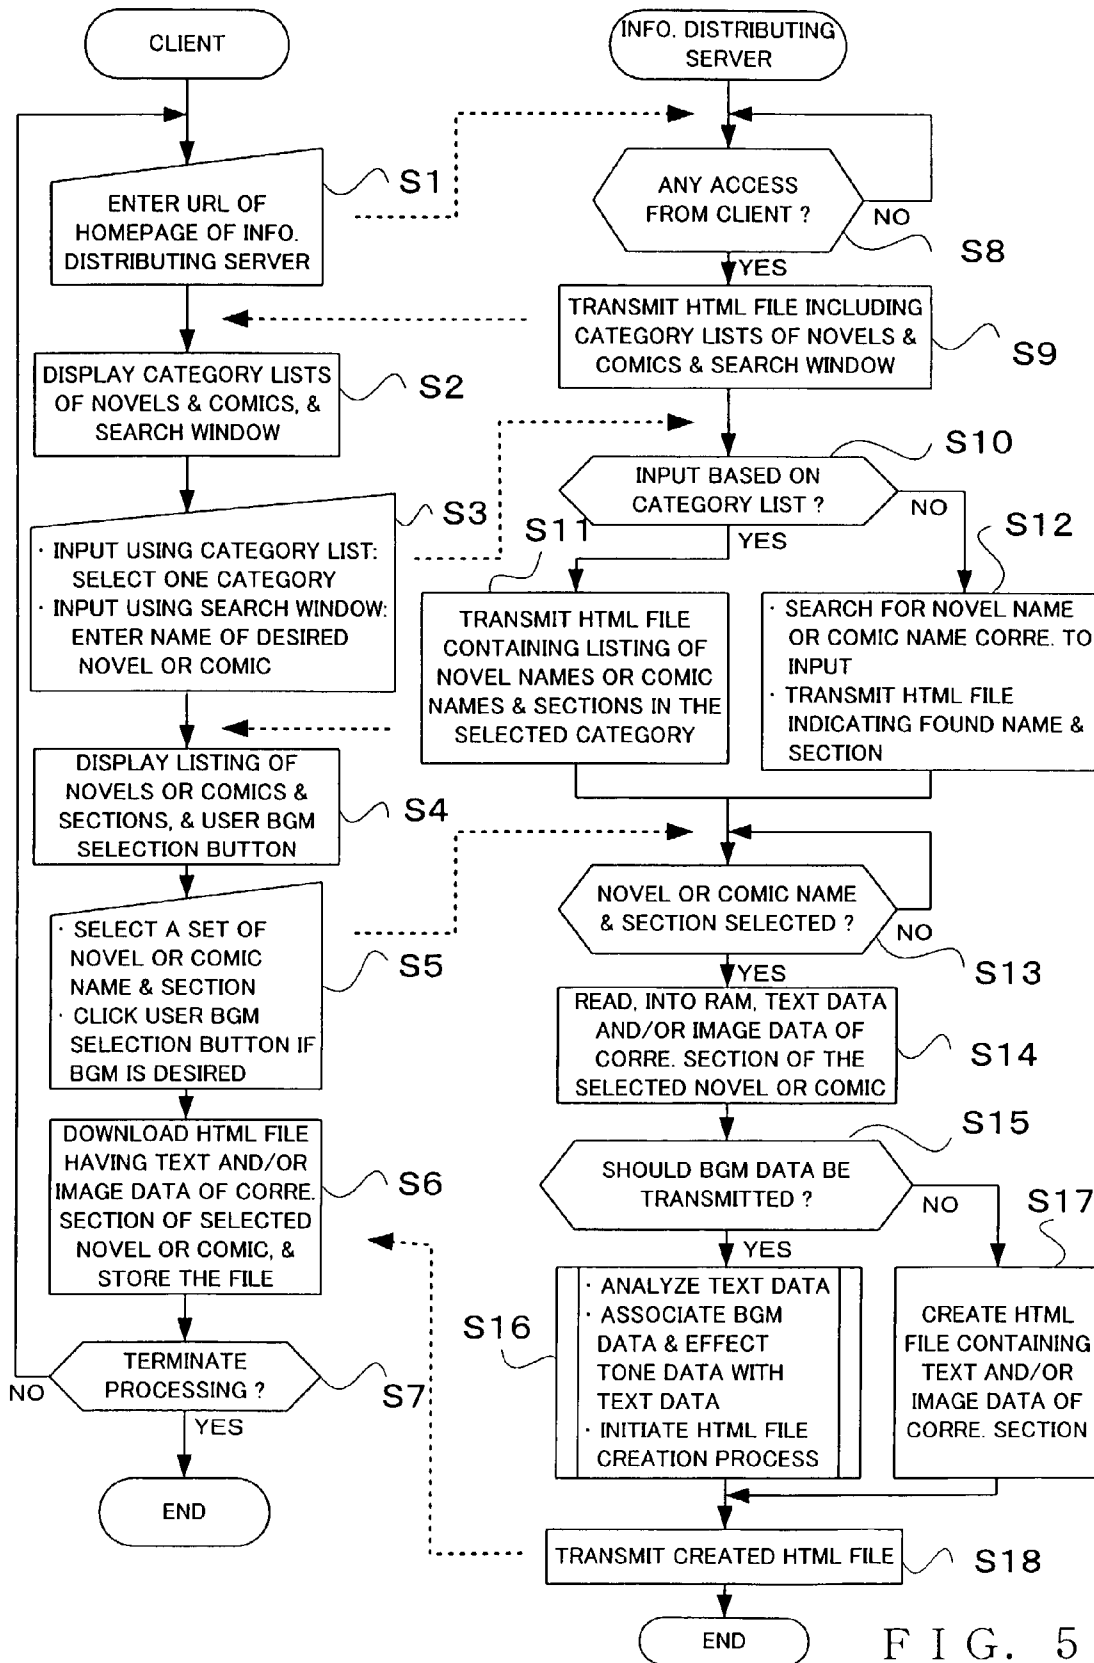 CLIENT
ENTER URL OF
HOMEPAGE OF INFO.
DISTRIBUTING SERVER
S1
DISPLAY CATEGORY LISTS
OF NOVELS & COMICS, &
SEARCH WINDOW
S2
· INPUT USING CATEGORY LIST:
SELECT ONE CATEGORY
· INPUT USING SEARCH WINDOW:
ENTER NAME OF DESIRED
NOVEL OR COMIC
S3
DISPLAY LISTING OF
NOVELS OR COMICS &
SECTIONS, & USER BGM
SELECTION BUTTON
S4
· SELECT A SET OF
NOVEL OR COMIC
NAME & SECTION
· CLICK USER BGM
SELECTION BUTTON IF
BGM IS DESIRED
S5
DOWNLOAD HTML FILE
HAVING TEXT AND/OR
IMAGE DATA OF CORRE.
SECTION OF SELECTED
NOVEL OR COMIC, &
STORE THE FILE
S6
TERMINATE
PROCESSING ?
S7
NO
YES
END
INFO. DISTRIBUTING
SERVER
ANY ACCESS
FROM CLIENT ?
NO
S8
YES
TRANSMIT HTML FILE INCLUDING
CATEGORY LISTS OF NOVELS &
COMICS & SEARCH WINDOW
S9
S10
INPUT BASED ON
CATEGORY LIST ?
NO
YES
S11
TRANSMIT HTML FILE
CONTAINING LISTING OF
NOVEL NAMES OR COMIC
NAMES & SECTIONS IN THE
SELECTED CATEGORY
S12
· SEARCH FOR NOVEL NAME
OR COMIC NAME CORRE. TO
INPUT
· TRANSMIT HTML FILE
INDICATING FOUND NAME &
SECTION
NOVEL OR COMIC NAME
& SECTION SELECTED ?
NO
S13
YES
READ, INTO RAM, TEXT DATA
AND/OR IMAGE DATA OF
CORRE. SECTION OF THE
SELECTED NOVEL OR COMIC
S14
S15
SHOULD BGM DATA BE
TRANSMITTED ?
NO
YES
S16
· ANALYZE TEXT DATA
· ASSOCIATE BGM
DATA & EFFECT
TONE DATA WITH
TEXT DATA
· INITIATE HTML FILE
CREATION PROCESS
S17
CREATE HTML
FILE CONTAINING
TEXT AND/OR
IMAGE DATA OF
CORRE. SECTION
TRANSMIT CREATED HTML FILE
S18
END
FIG. 5